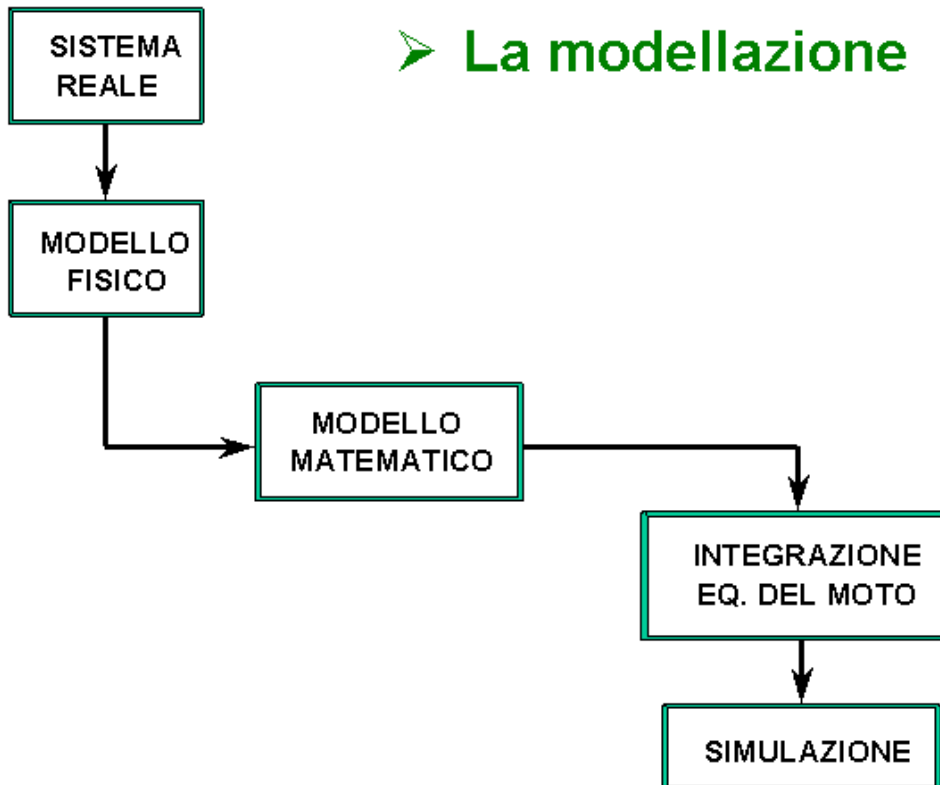 La modellazione
SISTEMA
REALE
MODELLO
FISICO
MODELLO
MATEMATICO
INTEGRAZIONE
EQ. DEL MOTO
SIMULAZIONE